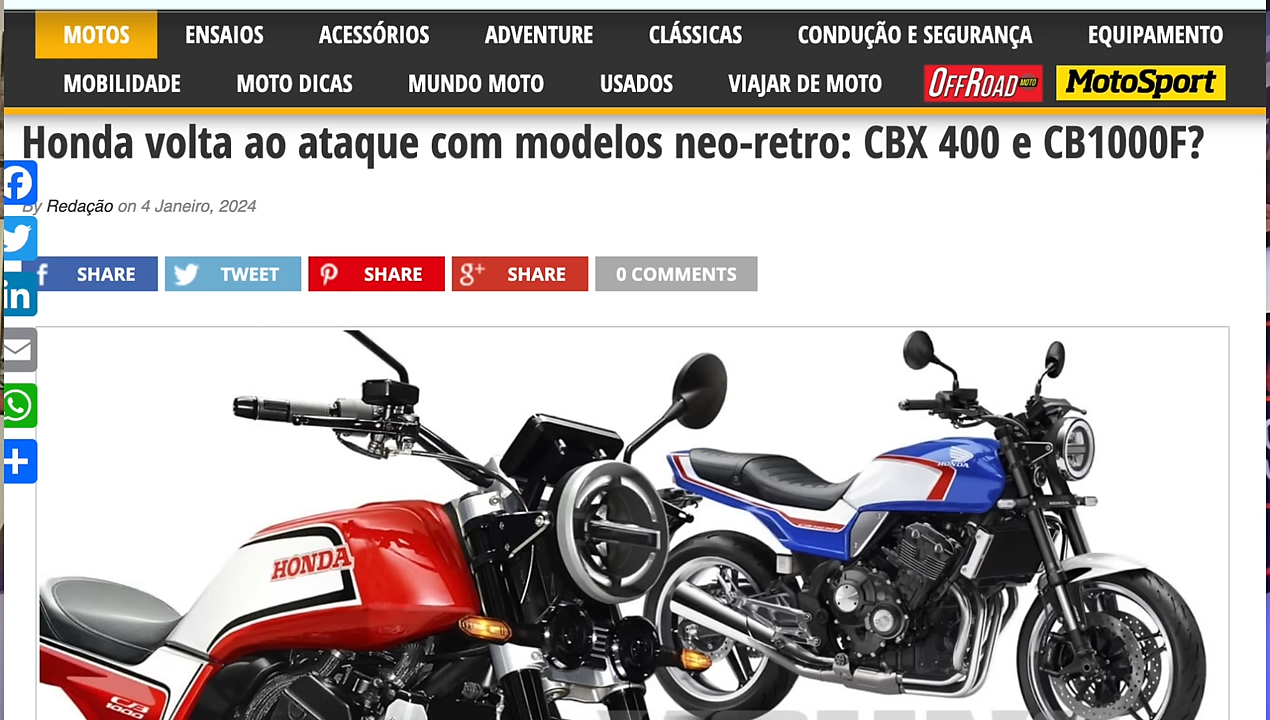 MOTOS ENSAIOS ACESSÓRIOS ADVENTURE CLÁSSICAS CONDUÇÃO E SEGURANÇA EQUIPAMENTO
MOBILIDADE MOTO DICAS MUNDO MOTO USADOS VIAJAR DE MOTO OFFROAD MOTO MotoSport
Honda volta ao ataque com modelos neo-retro: CBX 400 e CB1000F?
By Redação on 4 Janeiro, 2024
SHARE TWEET SHARE SHARE 0 COMMENTS
HONDA
HONDA
CB
1000